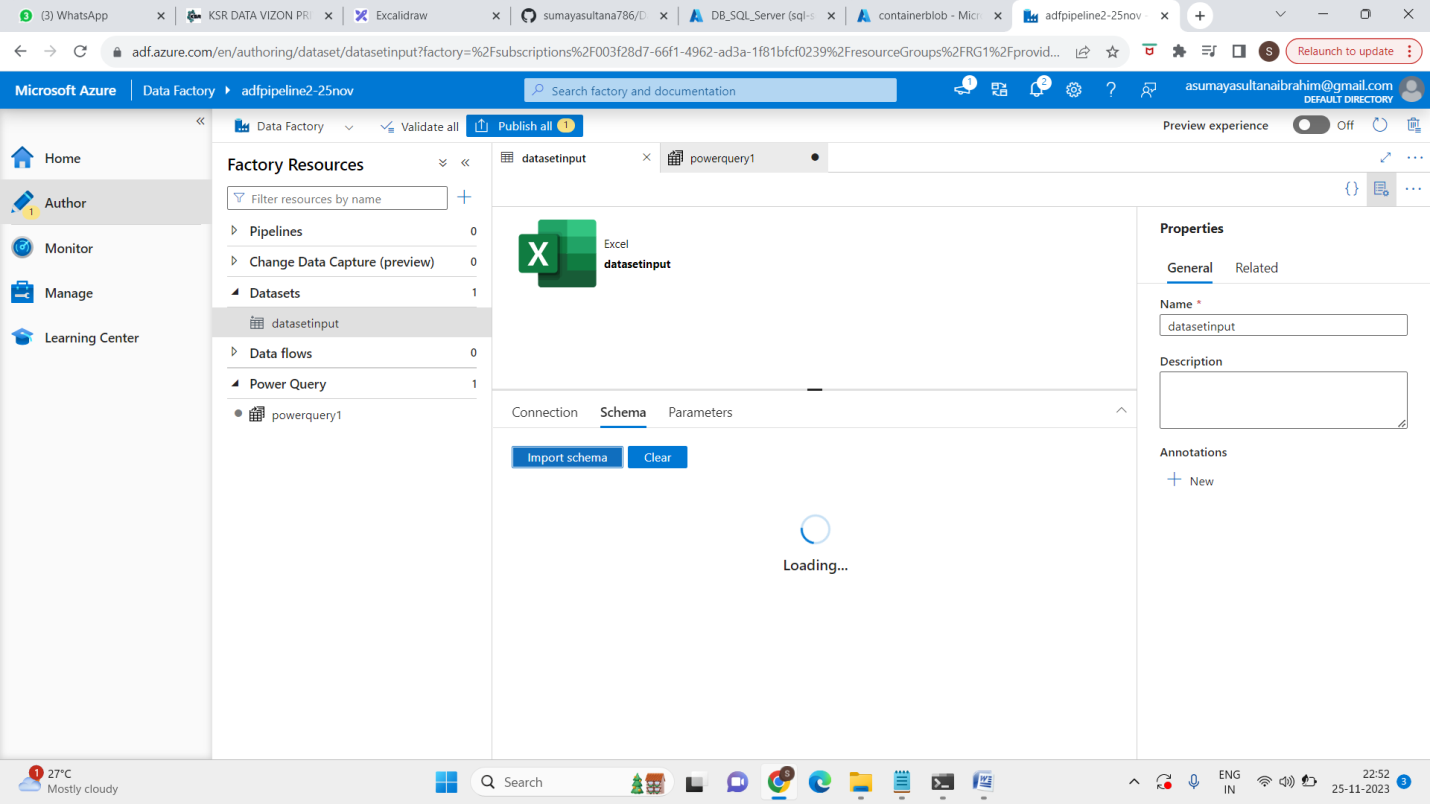 3
(3) WhatsApp
KSR DATA VIZON PR
Excalidraw
sumayasultana786/D
DB_SQL_Server (sql-s
containerblob - Micr
adfpipeline2-25nov -
adf.azure.com/en/authoring/dataset/datasetinput?factory=%2Fsubscriptions%2F003f28d7-66f1-4962-ad3a-1f81bfcf0239%2FresourceGroups%2FRG1%2Fprovid...
S
Relaunch to update
Microsoft Azure
Data Factory
adfpipeline2-25nov
Search factory and documentation
1
2
asumayasultanaibrahim@gmail.com
DEFAULT DIRECTORY
Data Factory
Validate all
Publish all 1
Preview experience
Off
Home
Author
1
Monitor
Manage
Learning Center
Factory Resources
Filter resources by name
Pipelines 0
Change Data Capture (preview) 0
Datasets 1
datasetinput
Data flows 0
Power Query 1
powerquery1
datasetinput
powerquery1
{}
X
Excel
datasetinput
Connection Schema Parameters
Import schema Clear
Loading...
Properties
General Related
Name *
datasetinput
Description
Annotations
New
1
27°C
Mostly cloudy
Search
S
ENG
IN
22:52
25-11-2023
3